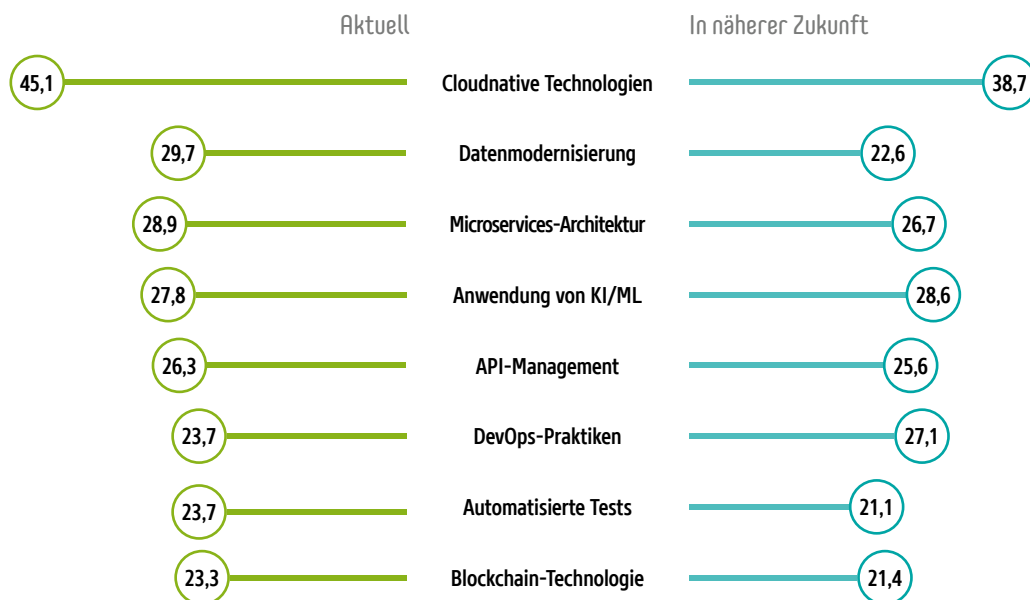 Aktuell In näherer Zukunft
45,1 Cloudnative Technologien 38,7
29,7 Datenmodernisierung 22,6
28,9 Microservices-Architektur 26,7
27,8 Anwendung von KI/ML 28,6
26,3 API-Management 25,6
23,7 DevOps-Praktiken 27,1
23,7 Automatisierte Tests 21,1
23,3 Blockchain-Technologie 21,4